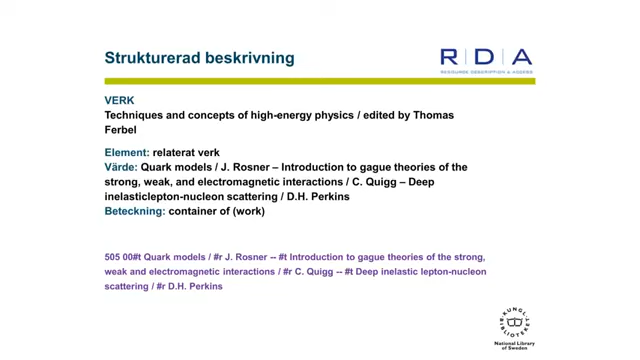 Strukturerad beskrivning
R D A
RESOURCE DESCRIPTION & ACCESS
VERK
Techniques and concepts of high-energy physics / edited by Thomas
Ferbel
Element: relaterat verk
Värde: Quark models / J. Rosner – Introduction to gague theories of the
strong, weak, and electromagnetic interactions / C. Quigg – Deep
inelasticlepton-nucleon scattering / D.H. Perkins
Beteckning: container of (work)
505 00#t Quark models / #r J. Rosner -- #t Introduction to gague theories of the strong,
weak and electromagnetic interactions / #r C. Quigg -- #t Deep inelastic lepton-nucleon
scattering / #r D.H. Perkins
KUNGL. BIBLIOTEKET
National Library
of Sweden